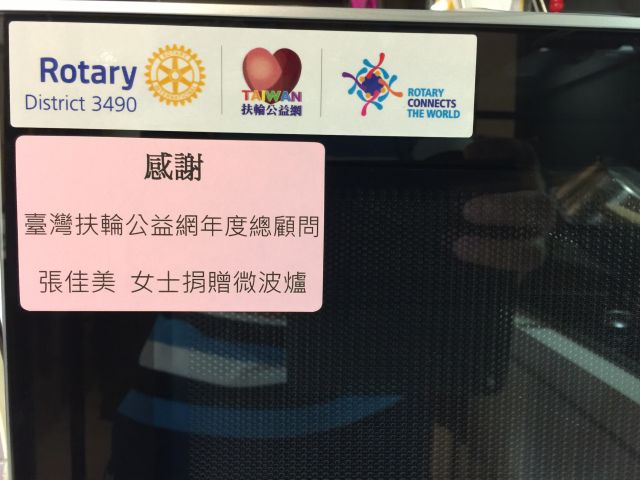 Rotary
District 3490
TAIWAN
扶輪公益網
ROTARY
CONNECTS
THE WORLD
感謝
臺灣扶輪公益網年度總顧問
張佳美 女士捐贈微波爐